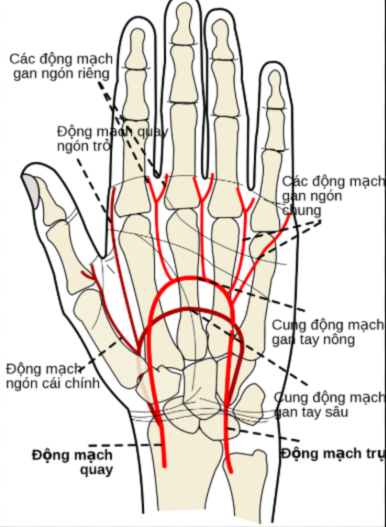 Các động mạch
gan ngón riêng
Động mạch quay
ngón trỏ
Các động mạch
gan ngón
chung
Cung động mạch
gan tay nông
Động mạch
ngón cái chính
Cung động mạch
gan tay sâu
Động mạch
quay
Động mạch trụ